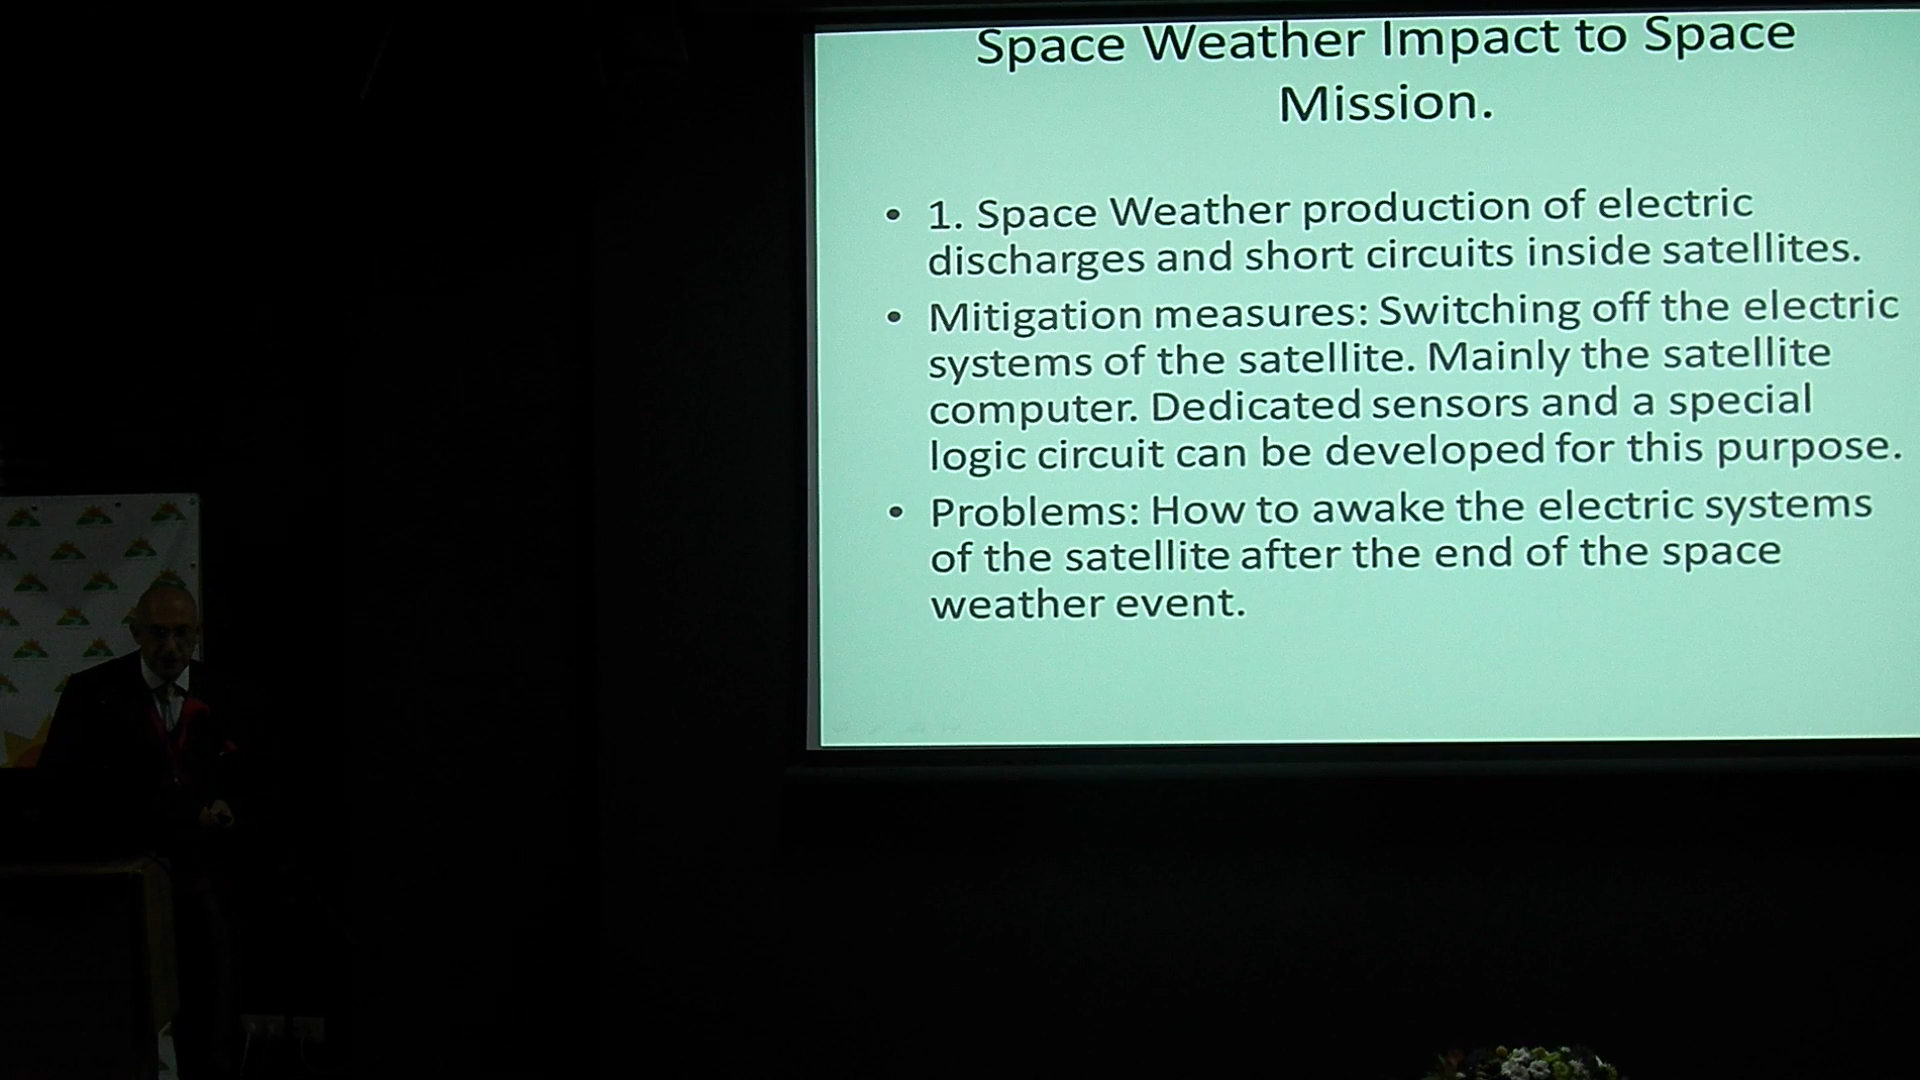 Space Weather Impact to Space
Mission.
• 1. Space Weather production of electric
discharges and short circuits inside satellites.
• Mitigation measures: Switching off the electric
systems of the satellite. Mainly the satellite
computer. Dedicated sensors and a special
logic circuit can be developed for this purpose.
• Problems: How to awake the electric systems
of the satellite after the end of the space
weather event.